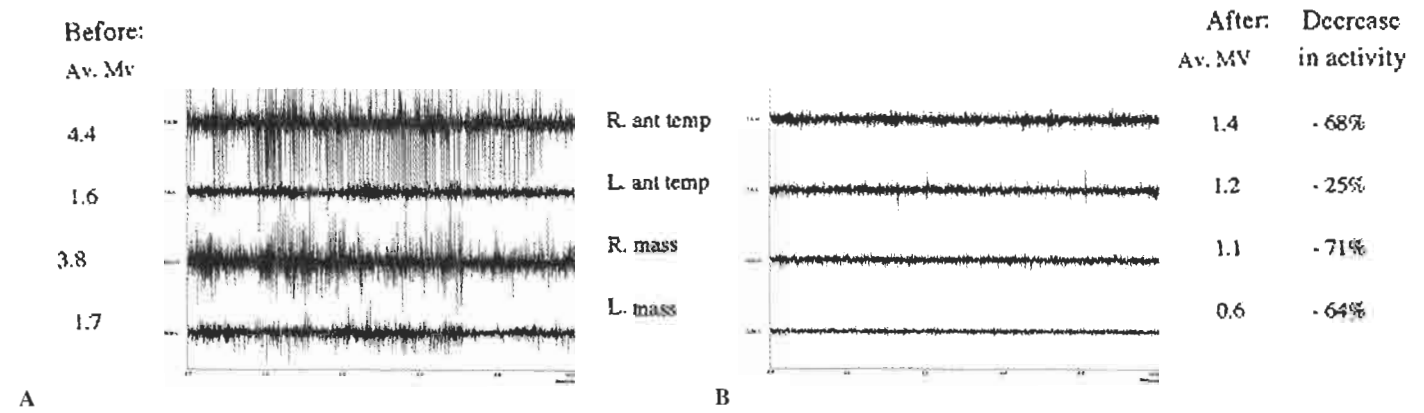 Before:
Av. Mv
4.4
1.6
3.8
1.7
R. ant temp
L. ant temp
R. mass
L. mass
After:
Av. MV
1.4
1.2
1.1
0.6
Decrease
in activity
- 68%
- 25%
- 71%
- 64%
A
B